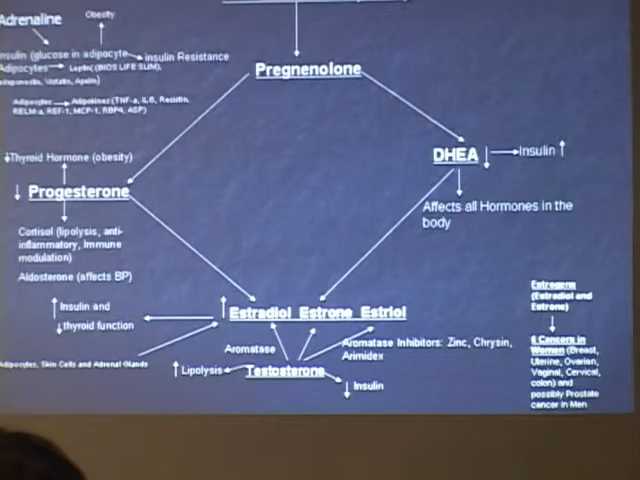 Adrenaline
Obesity
Insulin (glucose in adipocyte
insulin Resistance
Adipocytes
Leptin (BIOS LIFE SLIM),
Adipocytes
Adipokines (TNF-a, IL6, Resistin,
RELM-a, REF-1, MCP-1, RBP4, ASP)
Pregnenolone
Thyroid Hormone (obesity)
DHEA
Insulin
Progesterone
Affects all Hormones in the
body
Cortisol (lipolysis, anti-
inflammatory, Immune
modulation)
Aldosterone (affects BP)
Insulin and
thyroid function
Estradiol Estrone Estriol
Estrogens
(Estradiol and
Estrone)
Aromatase
Aromatase Inhibitors: Zinc, Chrysin,
Arimidex
Adipocytes, Skin Cells and Adrenal Glands
Lipolysis
Testosterone
Insulin
6 Cancers in
Women (Breast,
Uterine, Ovarian,
Vaginal, Cervical,
colon) and
possibly Prostate
cancer in Men